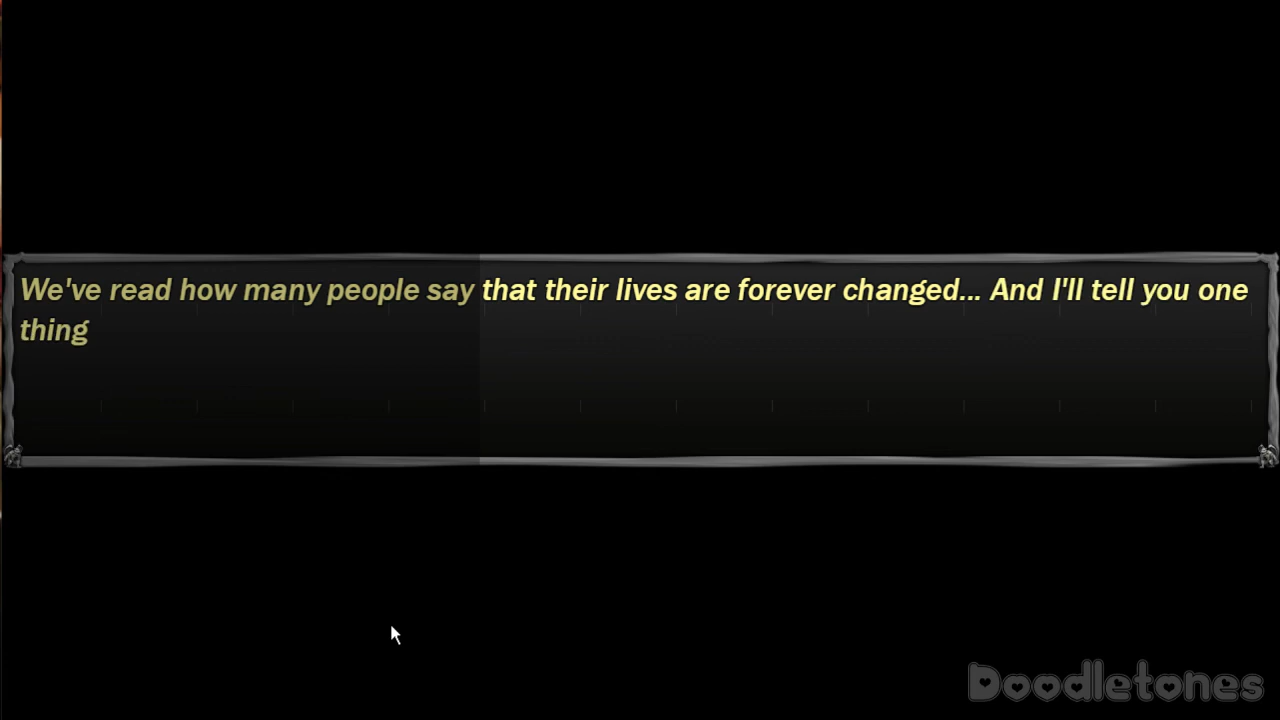 We've read how many people say that their lives are forever changed... And I'll tell you one
thing
Doodletones